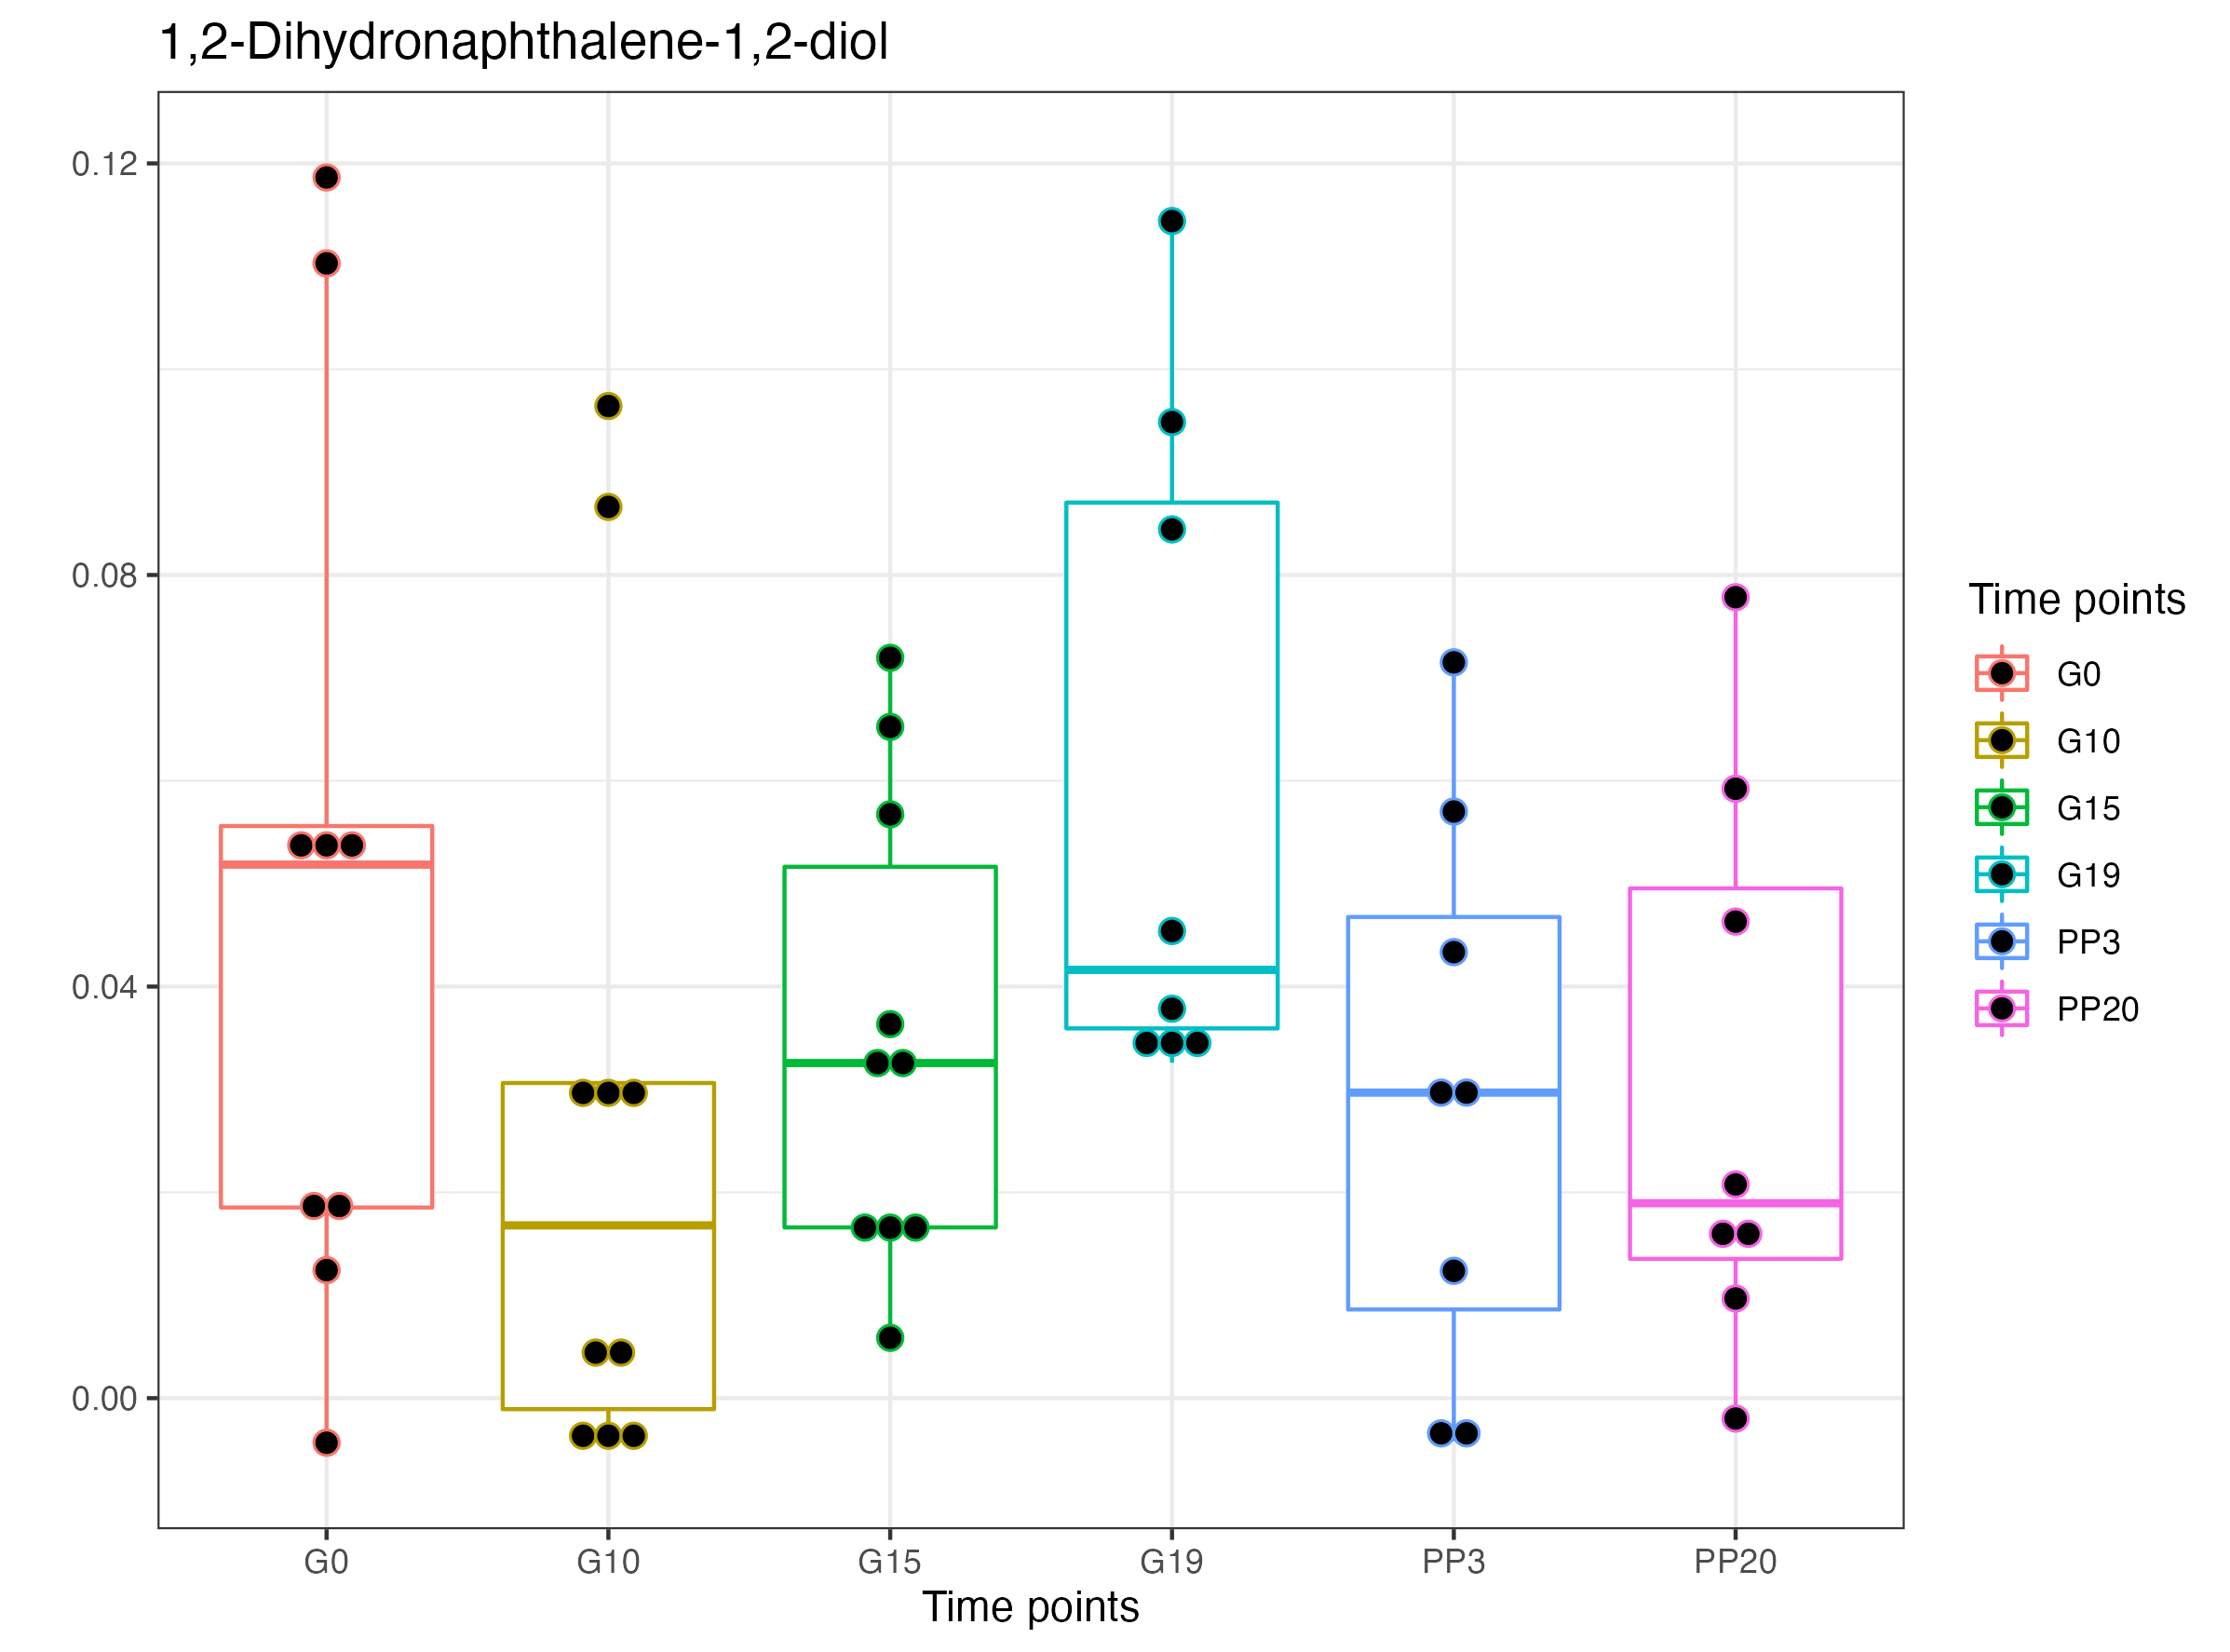 1,2-Dihydronaphthalene-1,2-diol
0.12
0.08
0.04
0.00
G0
G10
G15
G19
PP3
PP20
Time points
Time points
G0
G10
G15
G19
PP3
PP20